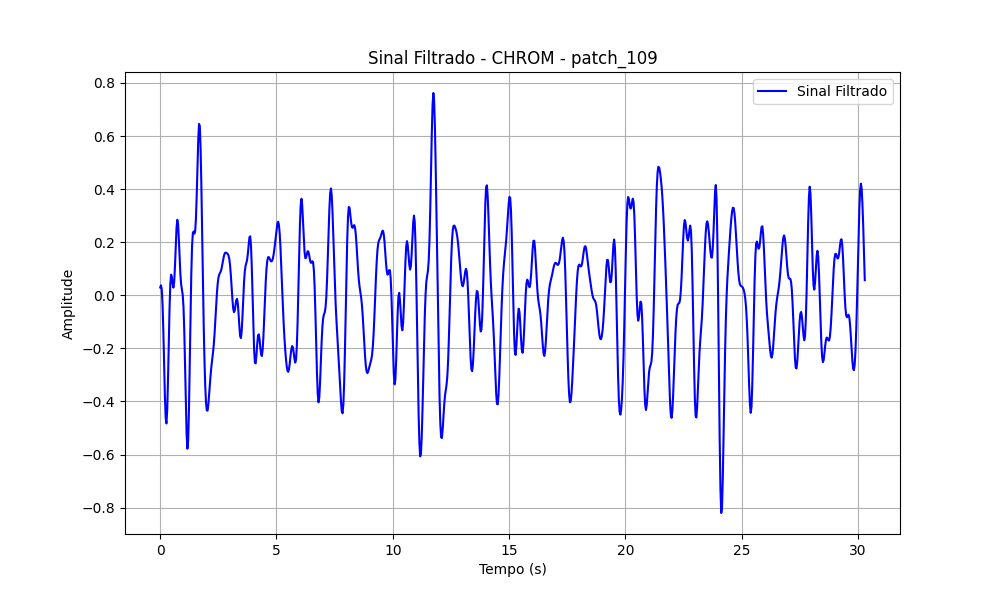 Sinal Filtrado - CHROM - patch_109
Sinal Filtrado
0.8
0.6
0.4
0.2
0.0
−0.2
−0.4
−0.6
−0.8
Amplitude
0 5 10 15 20 25 30
Tempo (s)